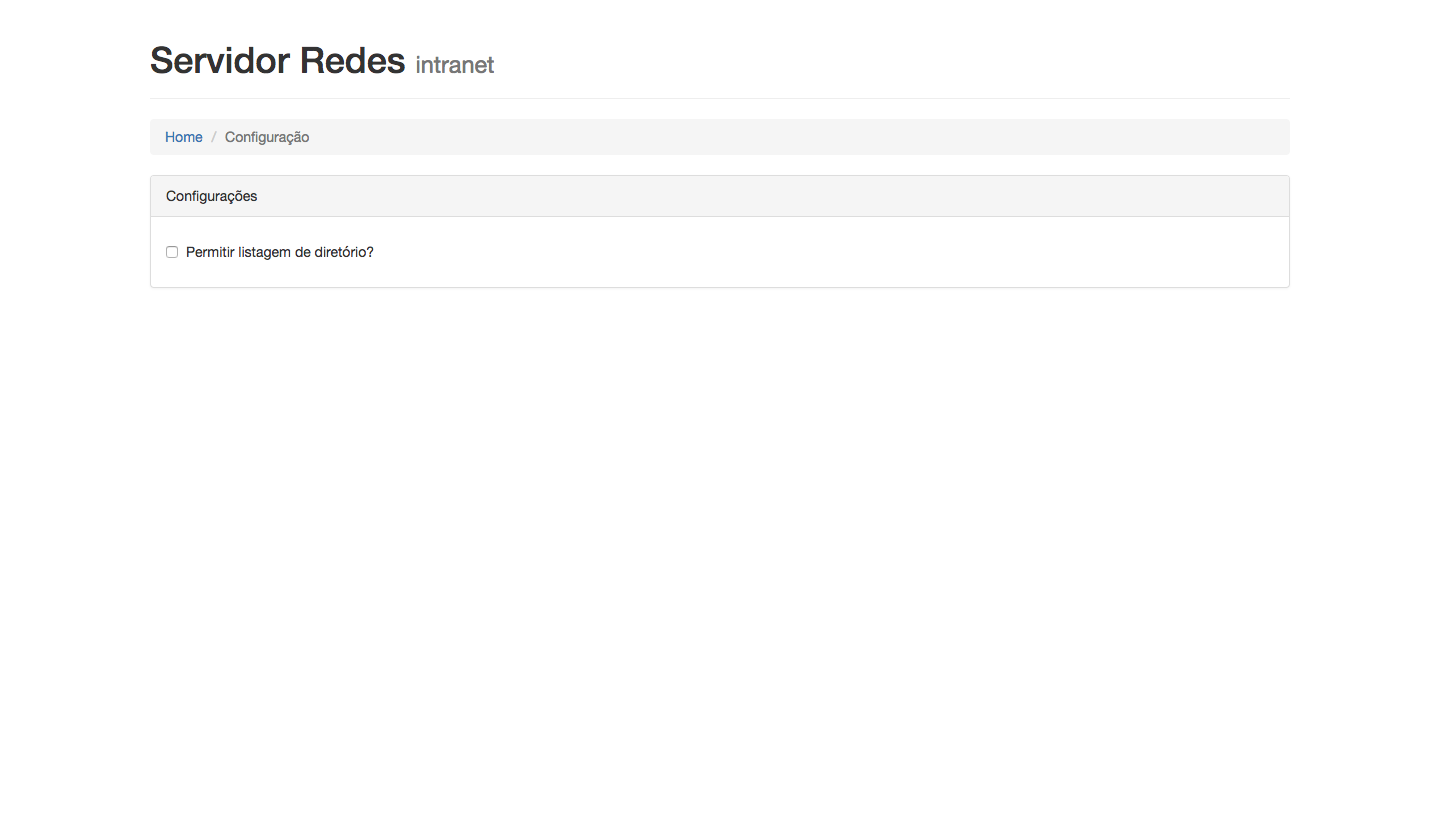 Servidor Redes intranet
Home / Configuração
Configurações
Permitir listagem de diretório?